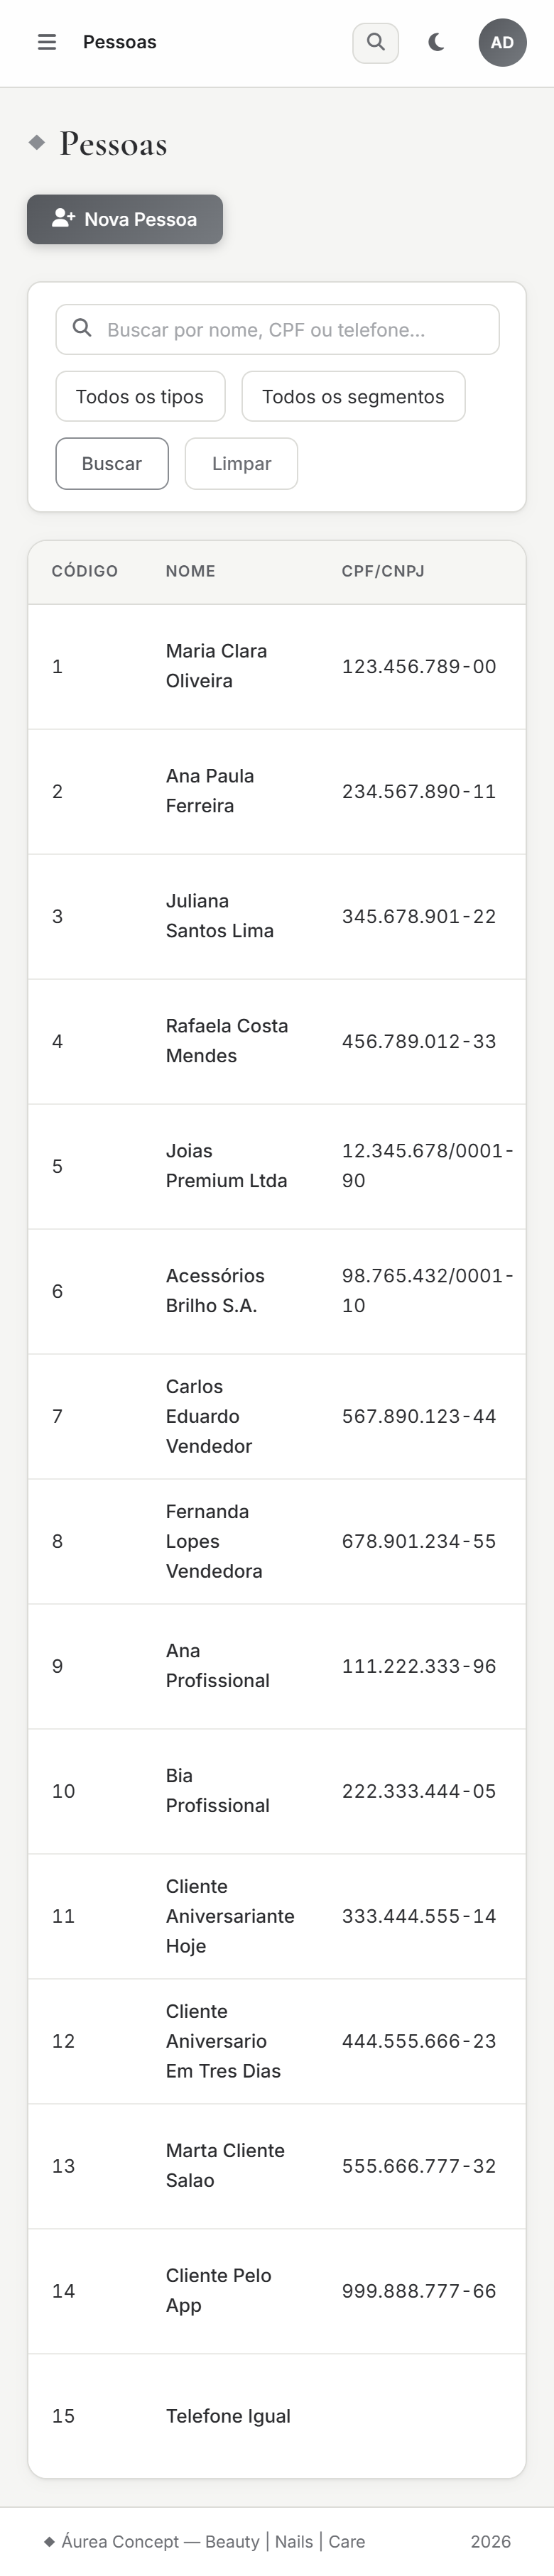 Pessoas
AD
Pessoas
Nova Pessoa
Buscar por nome, CPF ou telefone...
Todos os tipos
Todos os segmentos
Buscar
Limpar
CÓDIGO NOME CPF/CNPJ
1 Maria Clara Oliveira 123.456.789-00
2 Ana Paula Ferreira 234.567.890-11
3 Juliana Santos Lima 345.678.901-22
4 Rafaela Costa Mendes 456.789.012-33
5 Joias Premium Ltda 12.345.678/0001-90
6 Acessórios Brilho S.A. 98.765.432/0001-10
7 Carlos Eduardo Vendedor 567.890.123-44
8 Fernanda Lopes Vendedora 678.901.234-55
9 Ana Profissional 111.222.333-96
10 Bia Profissional 222.333.444-05
11 Cliente Aniversariante Hoje 333.444.555-14
12 Cliente Aniversario Em Tres Dias 444.555.666-23
13 Marta Cliente Salao 555.666.777-32
14 Cliente Pelo App 999.888.777-66
15 Telefone Igual
◆ Áurea Concept — Beauty | Nails | Care 2026